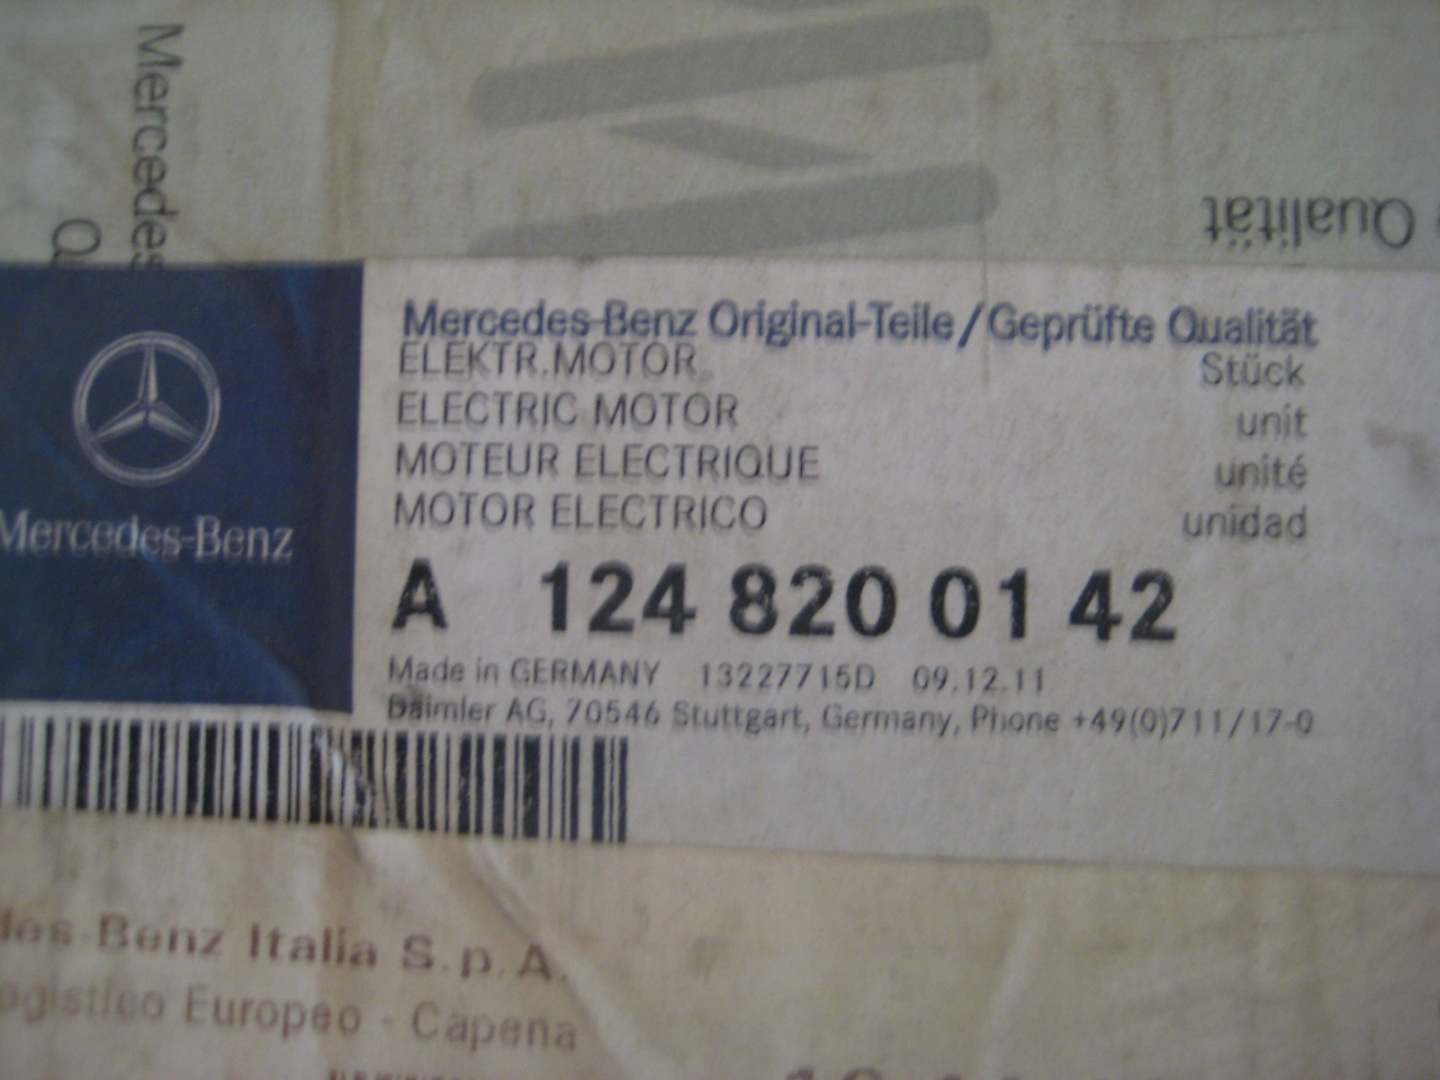 Mercedes
Qualität
Mercedes-Benz
Mercedes-Benz Original-Teile/Geprüfte Qualität
ELEKTR.MOTOR Stück
ELECTRIC MOTOR unit
MOTEUR ELECTRIQUE unité
MOTOR ELECTRICO unidad
A 124 820 01 42
Made in GERMANY 13227715D 09.12.11
Daimler AG, 70546 Stuttgart, Germany, Phone +49(0)711/17-0
des-Benz Italia S.p.A.
ogistico Europeo - Capena